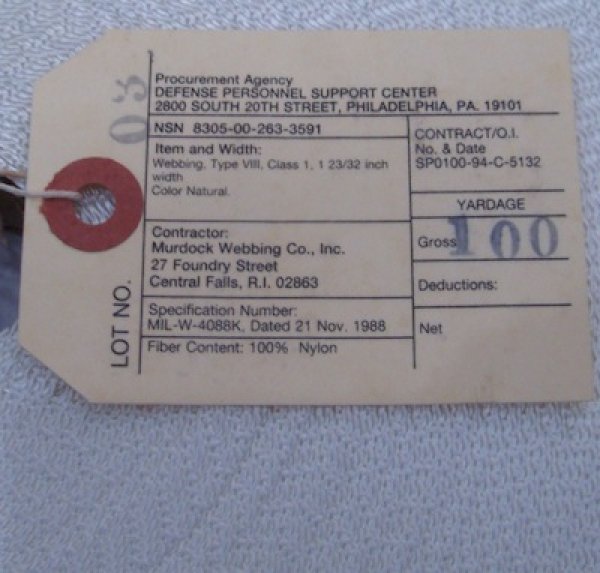 03
LOT NO.
Procurement Agency
DEFENSE PERSONNEL SUPPORT CENTER
2800 SOUTH 20TH STREET, PHILADELPHIA, PA. 19101
NSN 8305-00-263-3591
Item and Width:
Webbing, Type VIII, Class 1, 1 23/32 inch
width
Color Natural.
CONTRACT/O.I.
No. & Date
SP0100-94-C-5132
YARDAGE
Gross 100
Deductions:
Net
Contractor:
Murdock Webbing Co., Inc.
27 Foundry Street
Central Falls, R.I. 02863
Specification Number:
MIL-W-4088K, Dated 21 Nov. 1988
Fiber Content: 100% Nylon